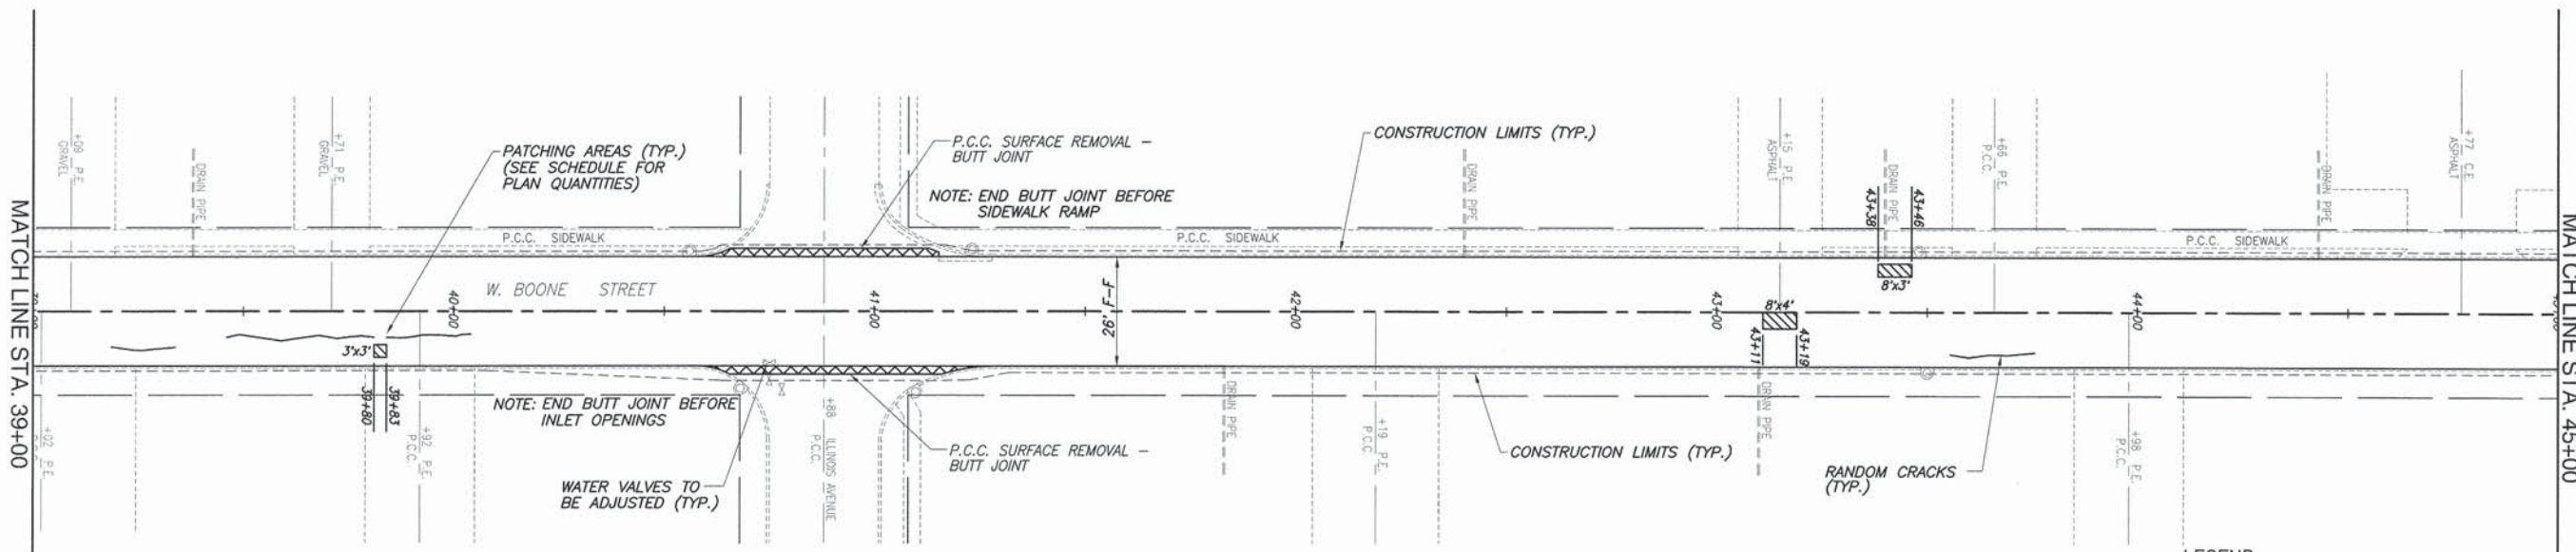 MATCH LINE STA. 39+00
+09 P.E.
GRAVEL
DRAIN PIPE
+71 P.E.
GRAVEL
PATCHING AREAS (TYP.)
(SEE SCHEDULE FOR
PLAN QUANTITIES)
P.C.C. SURFACE REMOVAL –
BUTT JOINT
NOTE: END BUTT JOINT BEFORE
SIDEWALK RAMP
CONSTRUCTION LIMITS (TYP.)
DRAIN PIPE
+15 P.E.
ASPHALT
DRAIN PIPE
43+38
43+46
+66 P.E.
P.C.C.
DRAIN PIPE
+77 C.E.
ASPHALT
P.C.C. SIDEWALK
P.C.C. SIDEWALK
P.C.C. SIDEWALK
8'x3'
W. BOONE STREET
40+00
41+00
26' F-F
42+00
43+00
8'x4'
44+00
3'x3'
39+80
39+83
43+11
43+19
+02 P.E.
+92 P.E.
P.C.C.
NOTE: END BUTT JOINT BEFORE
INLET OPENINGS
WATER VALVES TO
BE ADJUSTED (TYP.)
+88 ILLINOIS AVENUE
P.C.C.
P.C.C. SURFACE REMOVAL –
BUTT JOINT
DRAIN PIPE
+19 P.E.
P.C.C.
CONSTRUCTION LIMITS (TYP.)
DRAIN PIPE
RANDOM CRACKS
(TYP.)
+98 P.E.
P.C.C.
MATCH LINE STA. 45+00
LEGEND